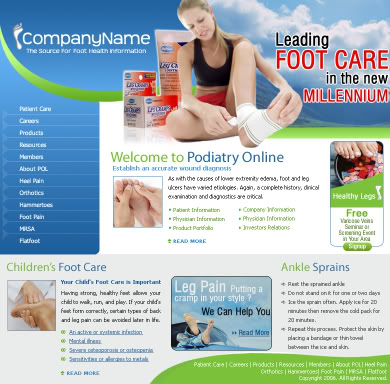 CompanyName
The Source For Foot Health Information.
Leading
FOOT CARE
in the new
MILLENNIUM
Patient Care
Careers
Products
Resources
Members
About POL
Heel Pain
Orthotics
Hammertoes
Foot Pain
MRSA
Flatfoot
Leg Cramps
Leg Cramps
Welcome to Podiatry Online
Establish an accurate wound diagnosis
As with the causes of lower extremity edema, foot and
leg ulcers have varied etiologies. Again, a complete history, clinical
examination and diagnostics are critical.
Patient Information
Physician Information
Product Portfolio
Company Information
Physician Information
Investors Relations
READ MORE
Healthy Legs
Free
Varicose Veins
Seminar or
Screening Event
in Your Area
Signup
Children's Foot Care
Your Child's Foot Care is Important
Having strong, healthy feet allows your
child to walk, run, and play. If your child's
feet form correctly, certain types of back
and leg pain can be avoided later in life.
An active or systemic infection
Mental illness
Severe osteoporosis or osteopenia
Sensitivities or allergies to metals
Leg Pain Putting a
cramp in your style ?
We Can Help You
» Read More
Ankle Sprains
Rest the sprained ankle
Do not stand on it for one or two days
Ice the sprain often. Apply ice for 20
minutes then remove the cold pack for
20 minutes.
Repeat this process. Protect the skin by
placing a bandage or thin towel
between the ice and skin.
Patient Care | Careers | Products | Resources | Members | About POL| Heel Pain
Orthotics | Hammertoes| Foot Pain | MRSA | Flatfoot
Copyright 2006. All Rights Reserved.